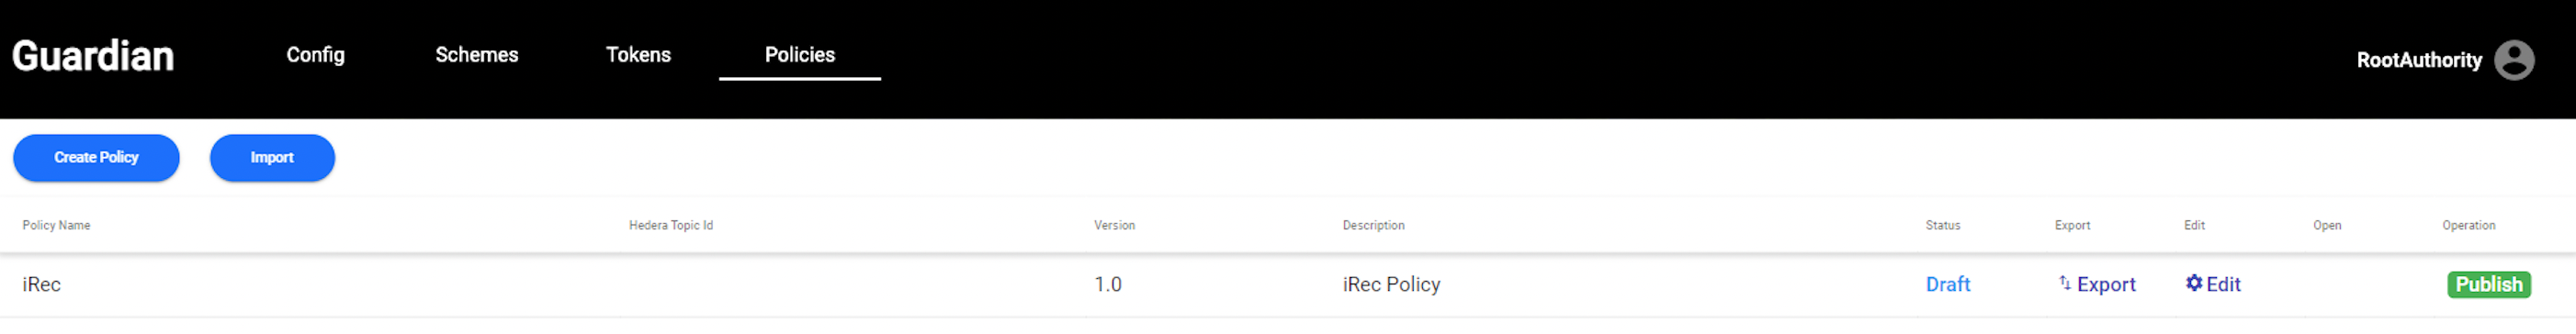 Guardian Config Schemes Tokens Policies RootAuthority
Create Policy Import
Policy Name Hedera Topic Id Version Description Status Export Edit Open Operation
iRec 1.0 iRec Policy Draft Export Edit Publish